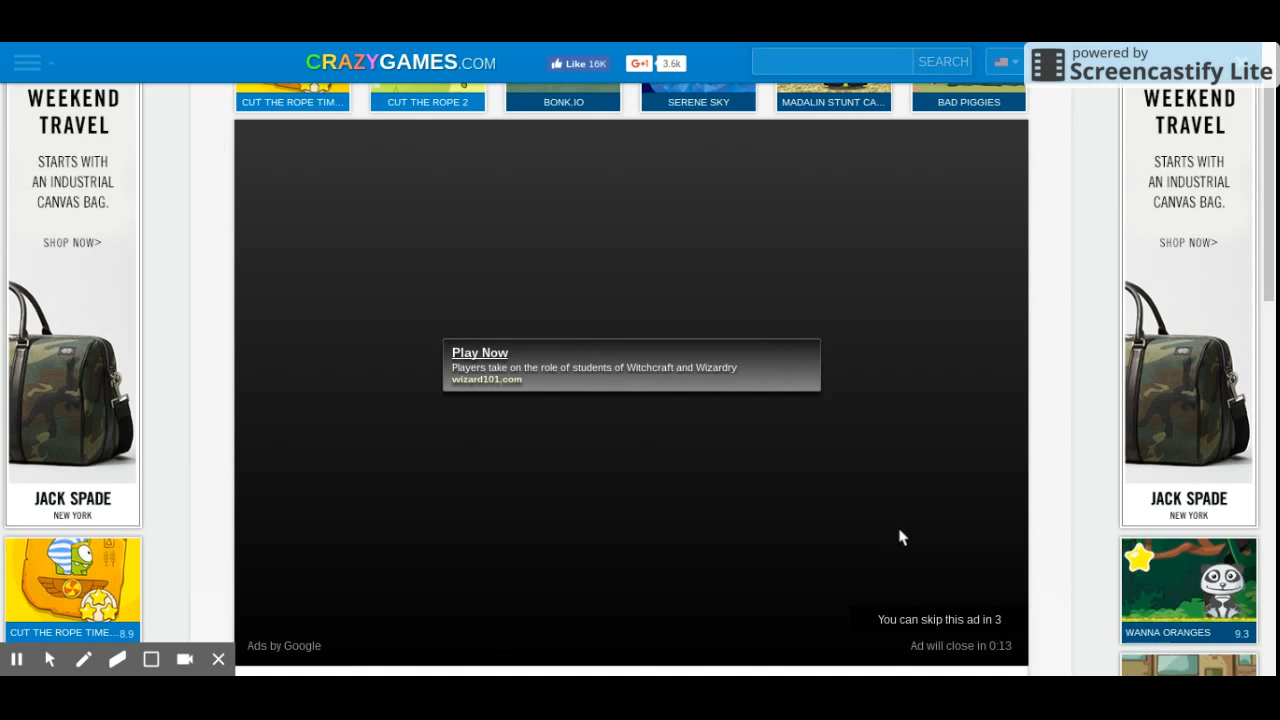 CRAZYGAMES.COM
Like 16K
G+1 3.6k
SEARCH
powered by
Screencastify Lite
CUT THE ROPE TIM...
CUT THE ROPE 2
BONK.IO
SERENE SKY
MADALIN STUNT CA...
BAD PIGGIES
WEEKEND
TRAVEL
STARTS WITH
AN INDUSTRIAL
CANVAS BAG.
SHOP NOW>
JACK SPADE
NEW YORK
CUT THE ROPE TIME... 8.9
Play Now
Players take on the role of students of Witchcraft and Wizardry
wizard101.com
You can skip this ad in 3
Ads by Google
Ad will close in 0:13
WEEKEND
TRAVEL
STARTS WITH
AN INDUSTRIAL
CANVAS BAG.
SHOP NOW>
JACK SPADE
NEW YORK
WANNA ORANGES 9.3